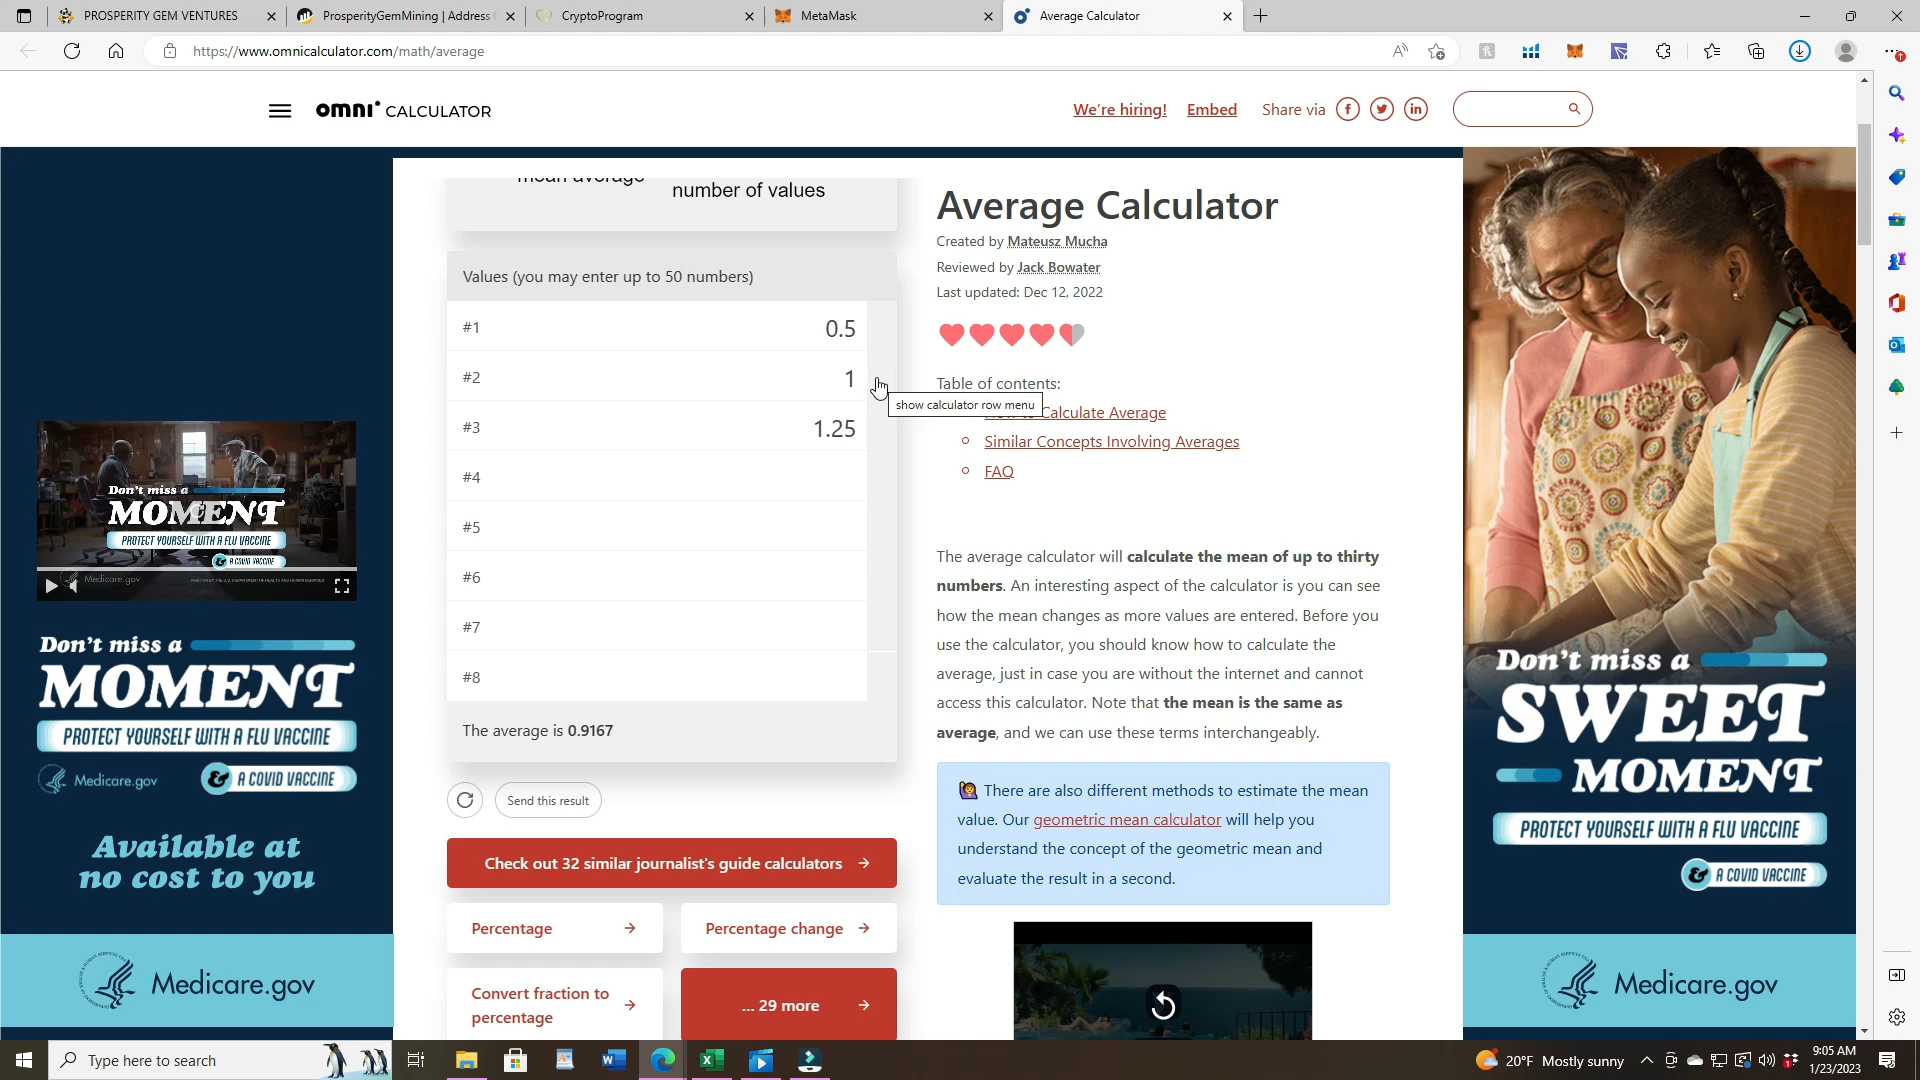 PROSPERITY GEM VENTURES
ProsperityGemMining | Address
CryptoProgram
MetaMask
Average Calculator
https://www.omnicalculator.com/math/average
omni CALCULATOR
We're hiring!
Embed
Share via
mean average
number of values
Values (you may enter up to 50 numbers)
#1 0.5
#2 1
#3 1.25
#4
#5
#6
#7
#8
The average is 0.9167
show calculator row menu
Send this result
Check out 32 similar journalist's guide calculators
Percentage
Percentage change
Convert fraction to
percentage
... 29 more
Average Calculator
Created by Mateusz Mucha
Reviewed by Jack Bowater
Last updated: Dec 12, 2022
Table of contents:
Calculate Average
Similar Concepts Involving Averages
FAQ
The average calculator will calculate the mean of up to thirty
numbers. An interesting aspect of the calculator is you can see
how the mean changes as more values are entered. Before you
use the calculator, you should know how to calculate the
average, just in case you are without the internet and cannot
access this calculator. Note that the mean is the same as
average, and we can use these terms interchangeably.
There are also different methods to estimate the mean
value. Our geometric mean calculator will help you
understand the concept of the geometric mean and
evaluate the result in a second.
Don't miss a
MOMENT
PROTECT YOURSELF WITH A FLU VACCINE
& A COVID VACCINE
Medicare.gov
Don't miss a
MOMENT
PROTECT YOURSELF WITH A FLU VACCINE
Medicare.gov
& A COVID VACCINE
Available at
no cost to you
Medicare.gov
Don't miss a
SWEET
MOMENT
PROTECT YOURSELF WITH A FLU VACCINE
& A COVID VACCINE
Medicare.gov
Type here to search
20°F Mostly sunny
9:05 AM
1/23/2023